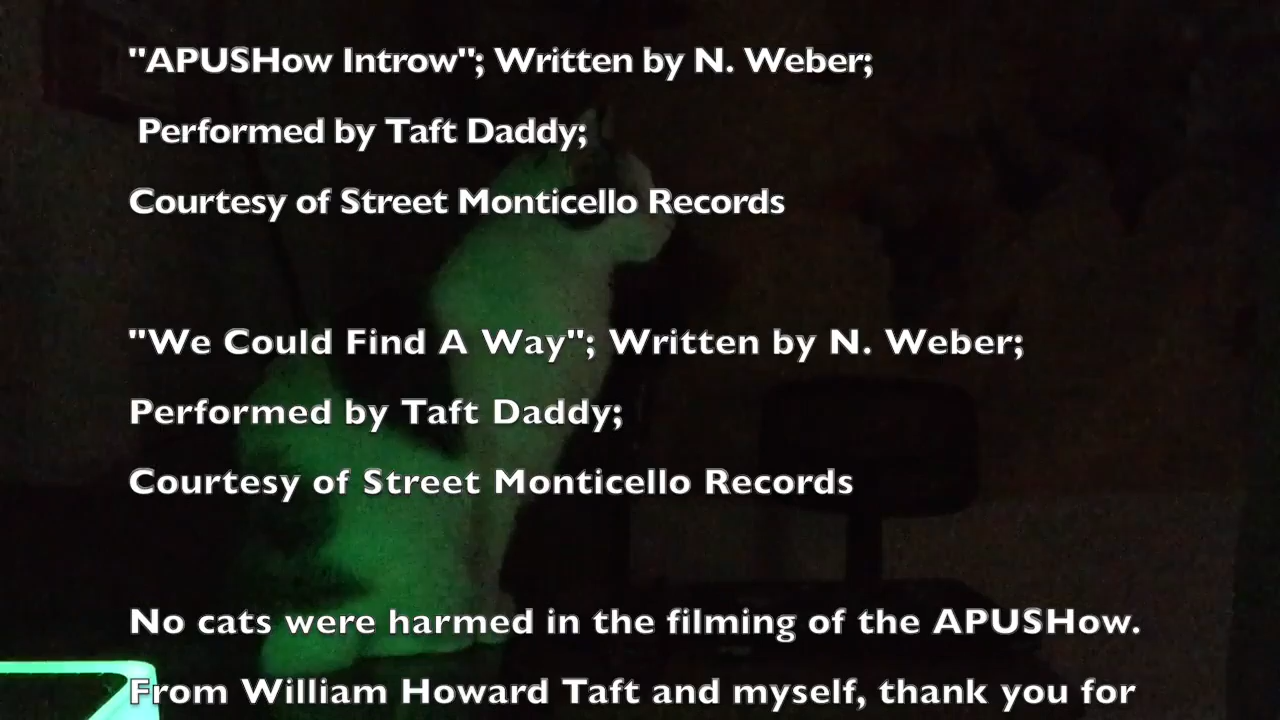 "APUSHow Introw"; Written by N. Weber;
Performed by Taft Daddy;
Courtesy of Street Monticello Records
"We Could Find A Way"; Written by N. Weber;
Performed by Taft Daddy;
Courtesy of Street Monticello Records
No cats were harmed in the filming of the APUSHow.
From William Howard Taft and myself, thank you for